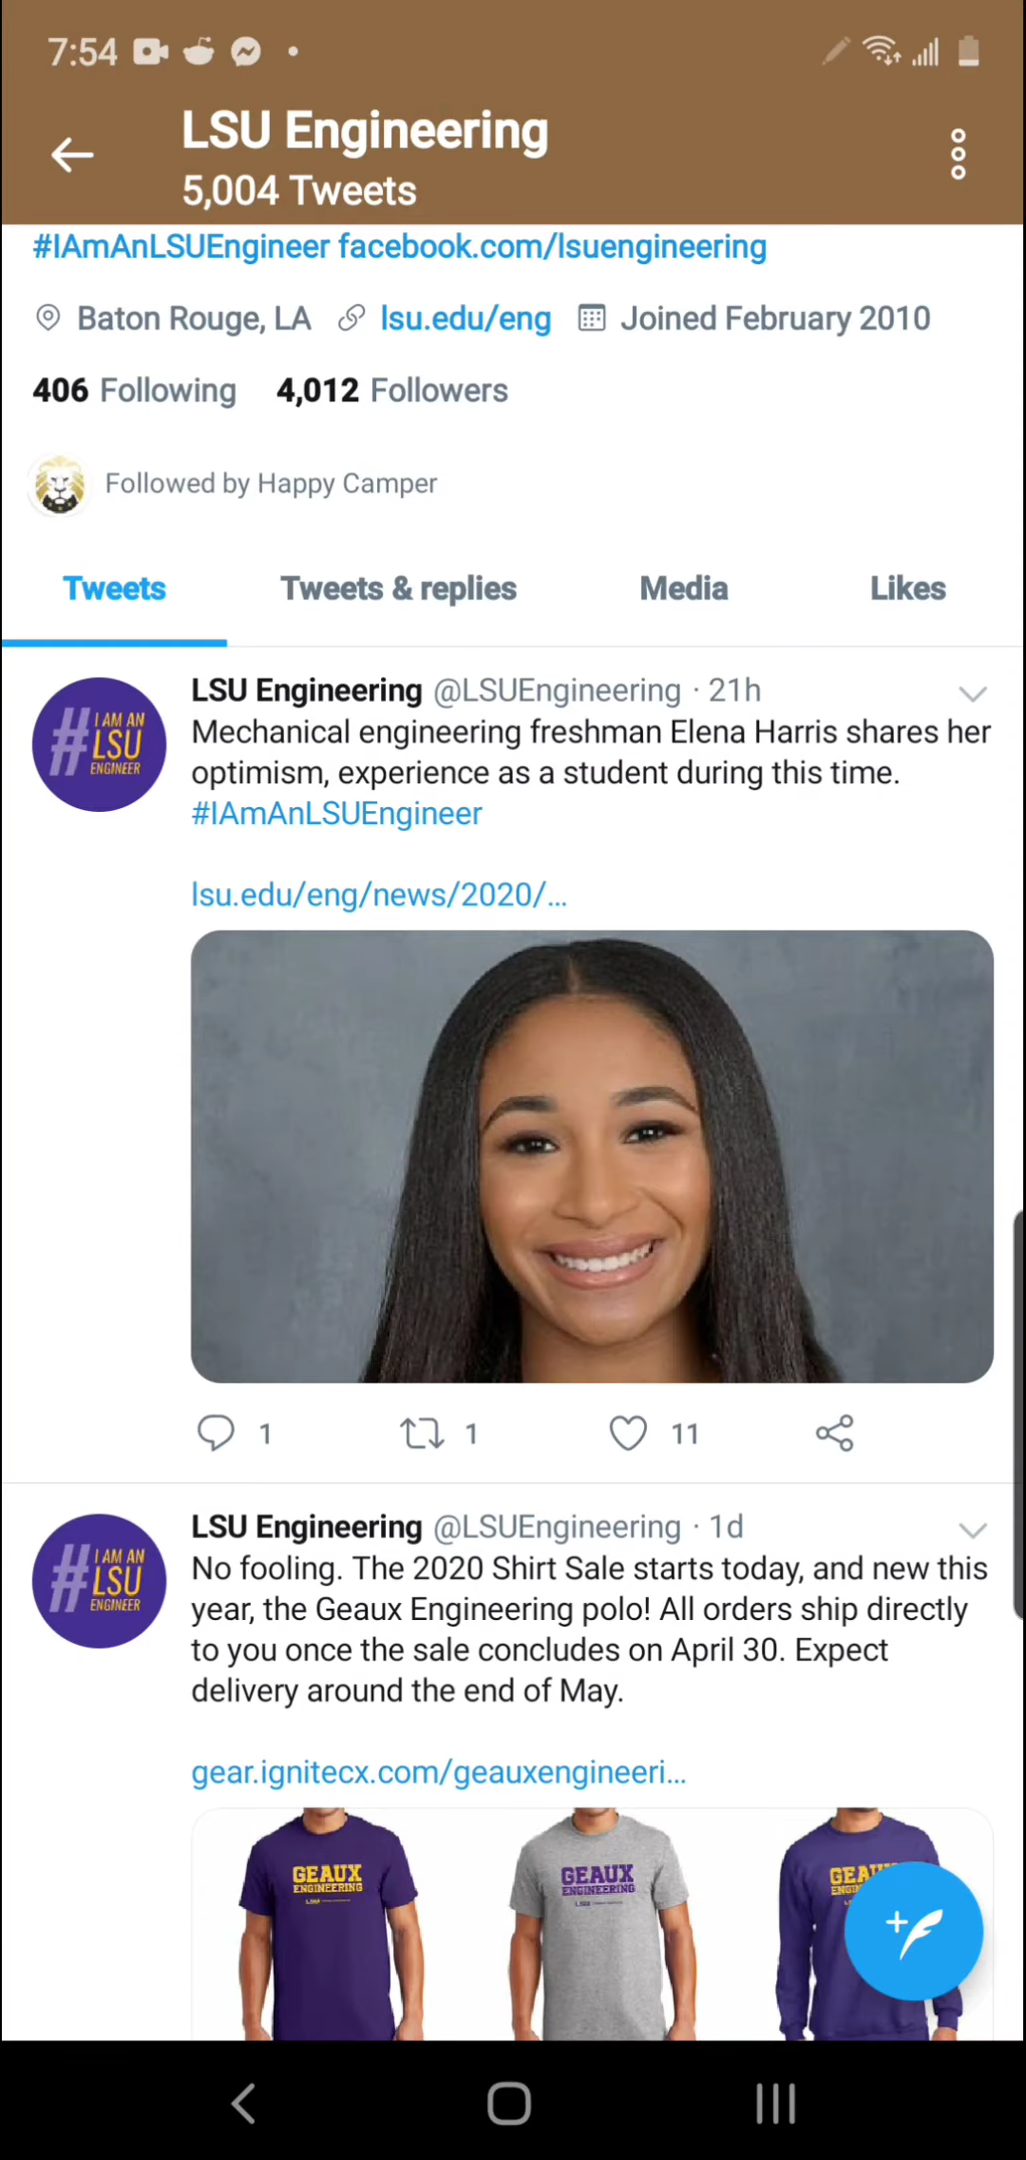 7:54
LSU Engineering
5,004 Tweets
#IAmAnLSUEngineer facebook.com/lsuengineering
Baton Rouge, LA lsu.edu/eng Joined February 2010
406 Following 4,012 Followers
Followed by Happy Camper
Tweets Tweets & replies Media Likes
# I AM AN
LSU
ENGINEER
LSU Engineering @LSUEngineering · 21h
Mechanical engineering freshman Elena Harris shares her
optimism, experience as a student during this time.
#IAmAnLSUEngineer
lsu.edu/eng/news/2020/...
1 1 11
# I AM AN
LSU
ENGINEER
LSU Engineering @LSUEngineering · 1d
No fooling. The 2020 Shirt Sale starts today, and new this
year, the Geaux Engineering polo! All orders ship directly
to you once the sale concludes on April 30. Expect
delivery around the end of May.
gear.ignitecx.com/geauxengineeri...
GEAUX
ENGINEERING
LSU
GEAUX
ENGINEERING
LSU